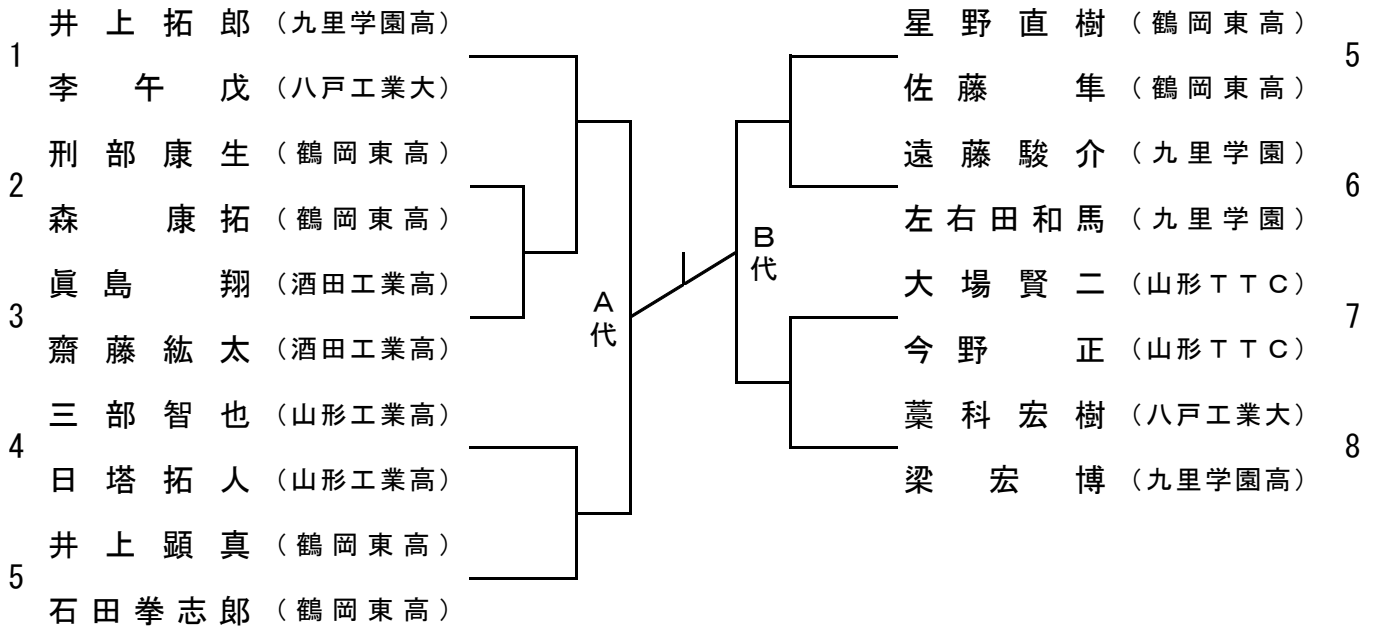 井上拓郎（九里学園高）
1
李午戊（八戸工業大）
刑部康生（鶴岡東高）
2
森康拓（鶴岡東高）
眞島翔（酒田工業高）
3
齋藤紘太（酒田工業高）
三部智也（山形工業高）
4
日塔拓人（山形工業高）
井上顕真（鶴岡東高）
5
石田拳志郎（鶴岡東高）
A代
B代
星野直樹（鶴岡東高）
5
佐藤隼（鶴岡東高）
遠藤駿介（九里学園）
6
左右田和馬（九里学園）
大場賢二（山形ＴＴＣ）
7
今野正（山形ＴＴＣ）
藁科宏樹（八戸工業大）
8
梁宏博（九里学園高）